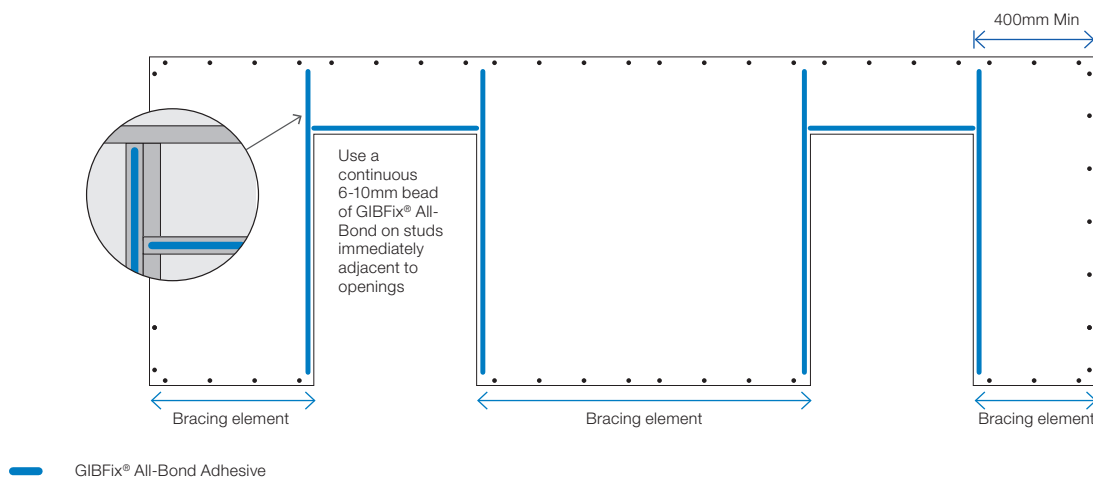 400mm Min
Use a
continuous
6-10mm bead
of GIBFix® All-
Bond on studs
immediately
adjacent to
openings
Bracing element
Bracing element
Bracing element
GIBFix® All-Bond Adhesive